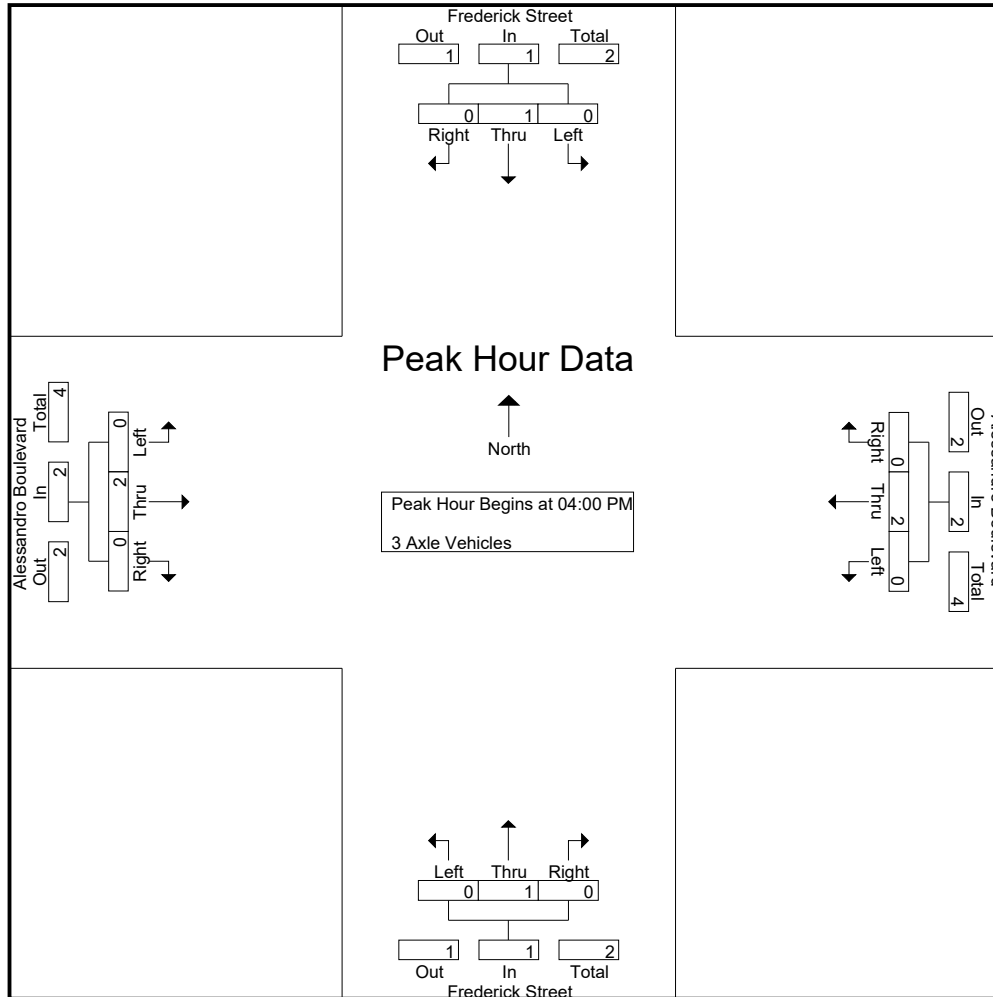 Frederick Street
Out In Total
1 1 2
0 1 0
Right Thru Left
Peak Hour Data
North
Peak Hour Begins at 04:00 PM
3 Axle Vehicles
Alessandro Boulevard
Out In Total
2 2 4
0 2 0
Left Thru Right
Out In Total
2 2 4
0 2 0
Right Thru Left
Left Thru Right
0 1 0
1 1 2
Out In Total
Frederick Street